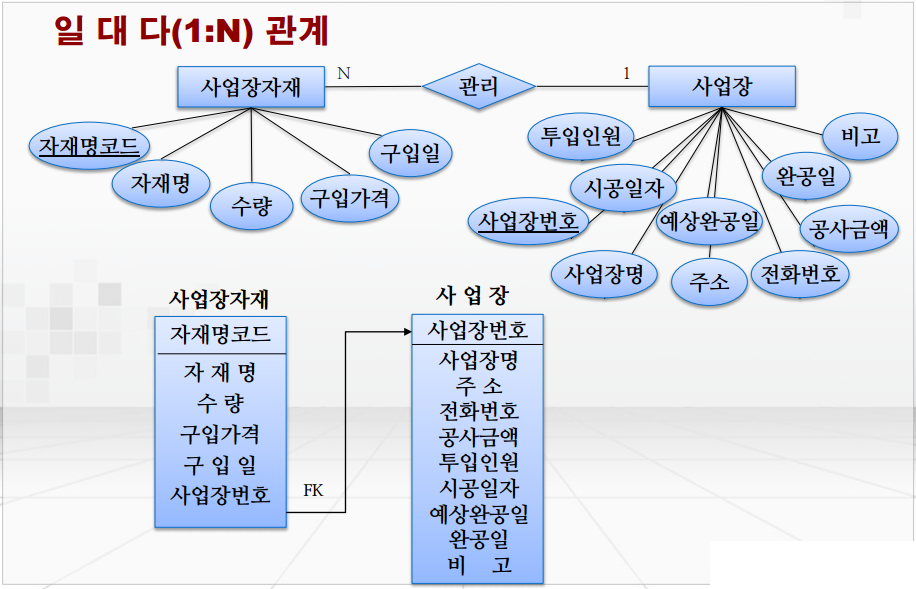 일 대 다(1:N) 관계
사업장자재
N
관리
1
사업장
자재명코드
자재명
수량
구입가격
구입일
투입인원
시공일자
사업장번호
사업장명
예상완공일
주소
전화번호
공사금액
완공일
비고
사업장자재
자재명코드
자 재 명
수 량
구입가격
구 입 일
사업장번호
FK
사 업 장
사업장번호
사업장명
주 소
전화번호
공사금액
투입인원
시공일자
예상완공일
완공일
비 고